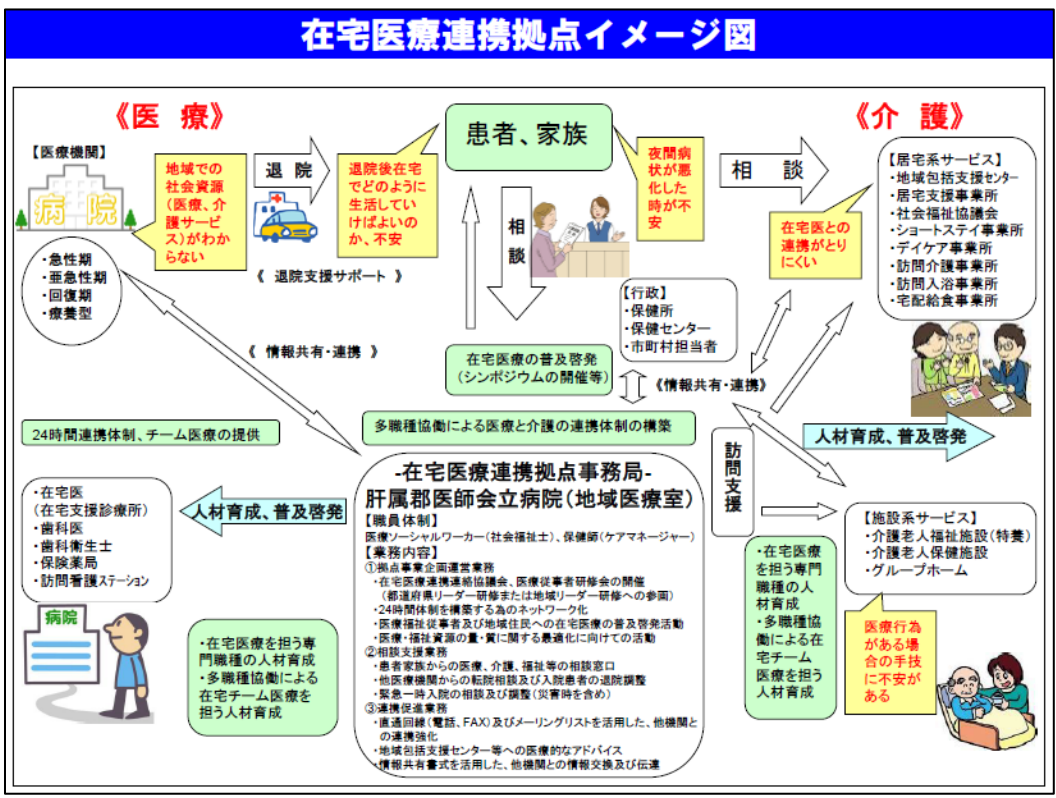 在宅医療連携拠点イメージ図
《医　療》
【医療機関】
病院
・急性期
・亜急性期
・回復期
・療養型
地域での
社会資源
(医療、介
護サービ
ス)がわか
らない
退　院
退院後在宅
でどのように
生活してい
けばよいの
か、不安
《　退院支援サポート　》
患者、家族
相談
夜間病
状が悪
化した
時が不
安
相　談
《介　護》
在宅医との
連携がとり
にくい
【居宅系サービス】
・地域包括支援センター
・居宅支援事業所
・社会福祉協議会
・ショートステイ事業所
・デイケア事業所
・訪問介護事業所
・訪問入浴事業所
・宅配給食事業所
【行政】
・保健所
・保健センター
・市町村担当者
《　情報共有・連携　》
在宅医療の普及啓発
(シンポジウムの開催等)
《情報共有・連携》
24時間連携体制、チーム医療の提供
多職種協働による医療と介護の連携体制の構築
訪問支援
人材育成、普及啓発
・在宅医
(在宅支援診療所)
・歯科医
・歯科衛生士
・保険薬局
・訪問看護ステーション
人材育成、普及啓発
病院
・在宅医療を担う専
門職種の人材育成
・多職種協働による
在宅チーム医療を
担う人材育成
-在宅医療連携拠点事務局-
肝属郡医師会立病院(地域医療室)
【職員体制】
医療ソーシャルワーカー(社会福祉士)、保健師(ケアマネージャー)
【業務内容】
①拠点事業企画運営業務
・在宅医療連携連絡協議会、医療従事者研修会の開催
(都道府県リーダー研修または地域リーダー研修への参画)
・24時間体制を構築する為のネットワーク化
・医療福祉従事者及び地域住民への在宅医療の普及啓発活動
・医療・福祉資源の量・質に関する最適化に向けての活動
②相談支援業務
・患者家族からの医療、介護、福祉等の相談窓口
・他医療機関からの転院相談及び入院患者の退院調整
・緊急一時入院の相談及び調整(災害時を含め)
③連携促進業務
・直通回線(電話、FAX)及びメーリングリストを活用した、他機関と
の連携強化
・地域包括支援センター等への医療的なアドバイス
・情報共有書式を活用した、他機関との情報交換及び伝達
・在宅医療
を担う専門
職種の人
材育成
・多職種協
働による在
宅チーム
医療を担
う人材育成
【施設系サービス】
・介護老人福祉施設(特養)
・介護老人保健施設
・グループホーム
医療行為
がある場
合の手技
に不安が
ある